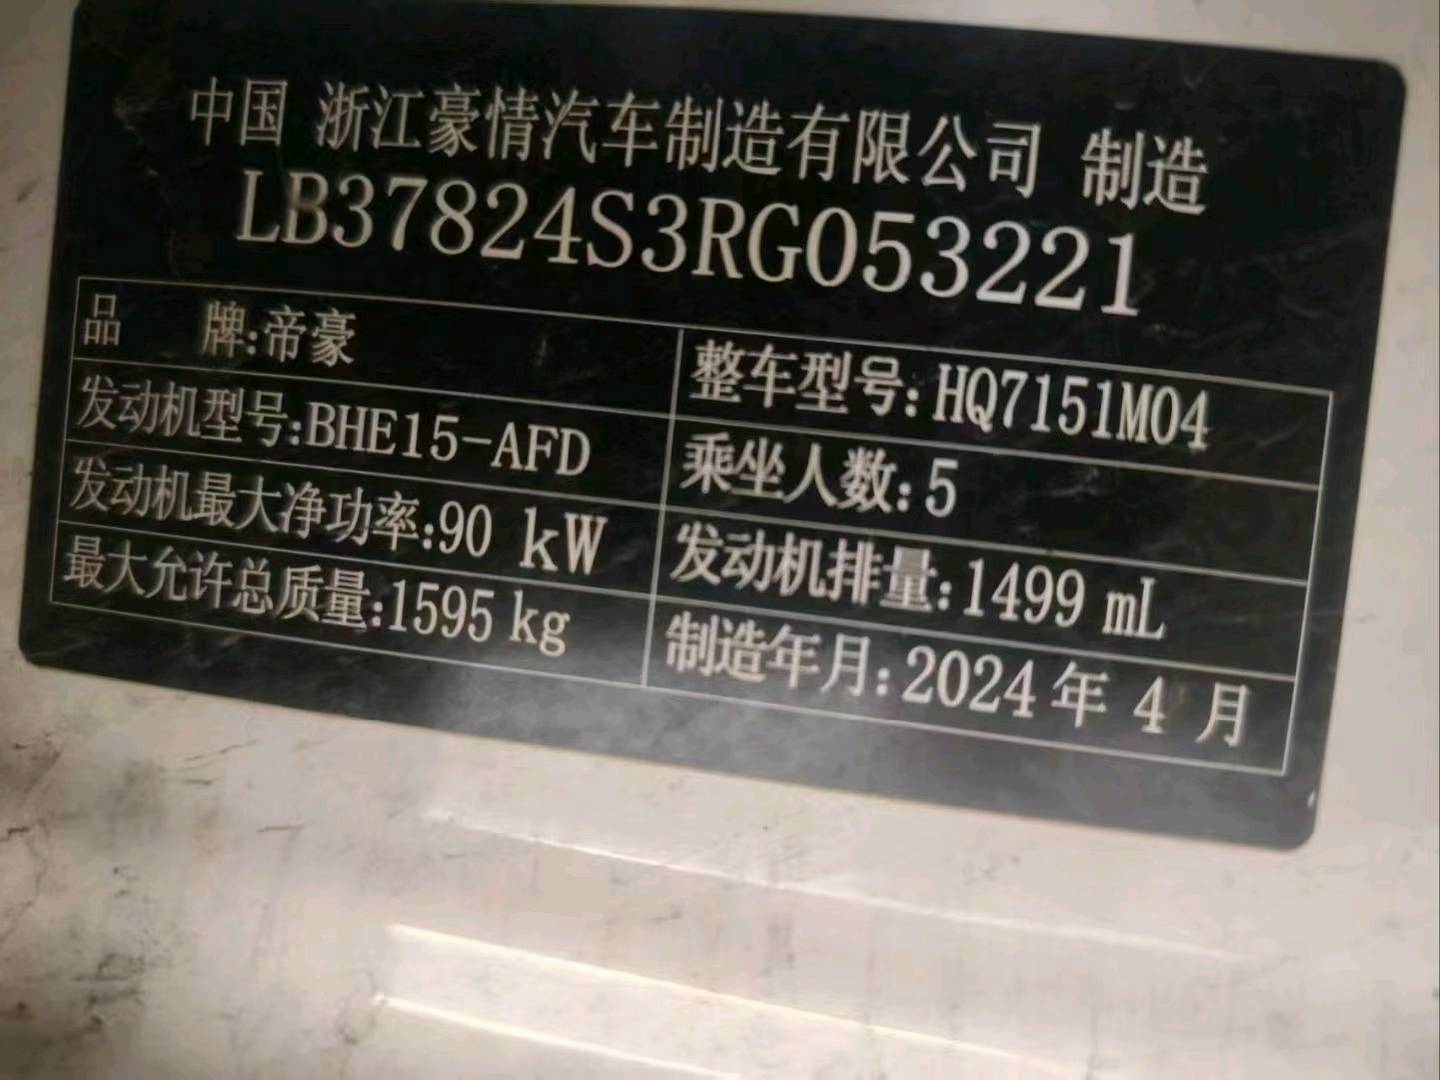 中国 浙江豪情汽车制造有限公司 制造
LB37824S3RG053221
品 牌:帝豪 整车型号:HQ7151M04
发动机型号:BHE15-AFD 乘坐人数:5
发动机最大净功率:90 kW 发动机排量:1499 mL
最大允许总质量:1595 kg 制造年月:2024 年 4 月